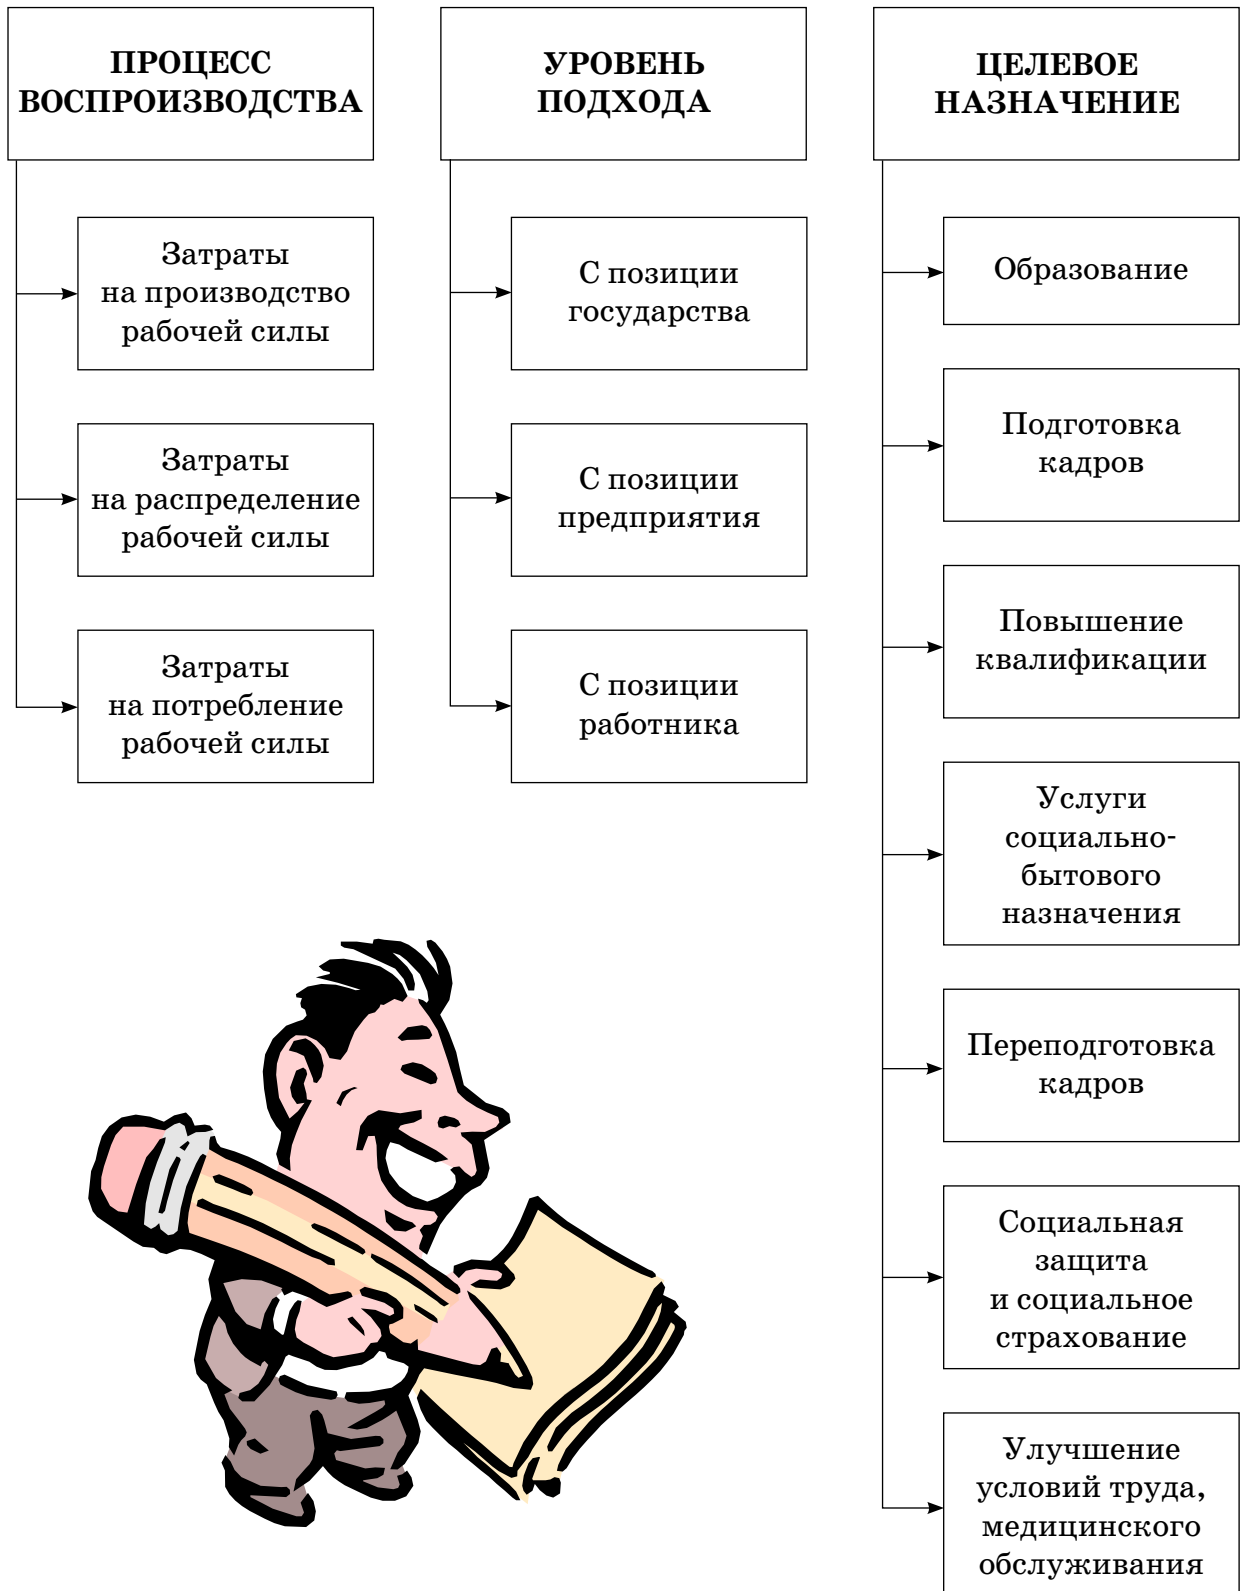 ПРОЦЕСС
ВОСПРОИЗВОДСТВА
Затраты
на производство
рабочей силы
Затраты
на распределение
рабочей силы
Затраты
на потребление
рабочей силы
УРОВЕНЬ
ПОДХОДА
С позиции
государства
С позиции
предприятия
С позиции
работника
ЦЕЛЕВОЕ
НАЗНАЧЕНИЕ
Образование
Подготовка
кадров
Повышение
квалификации
Услуги
социально-
бытового
назначения
Переподготовка
кадров
Социальная
защита
и социальное
страхование
Улучшение
условий труда,
медицинского
обслуживания